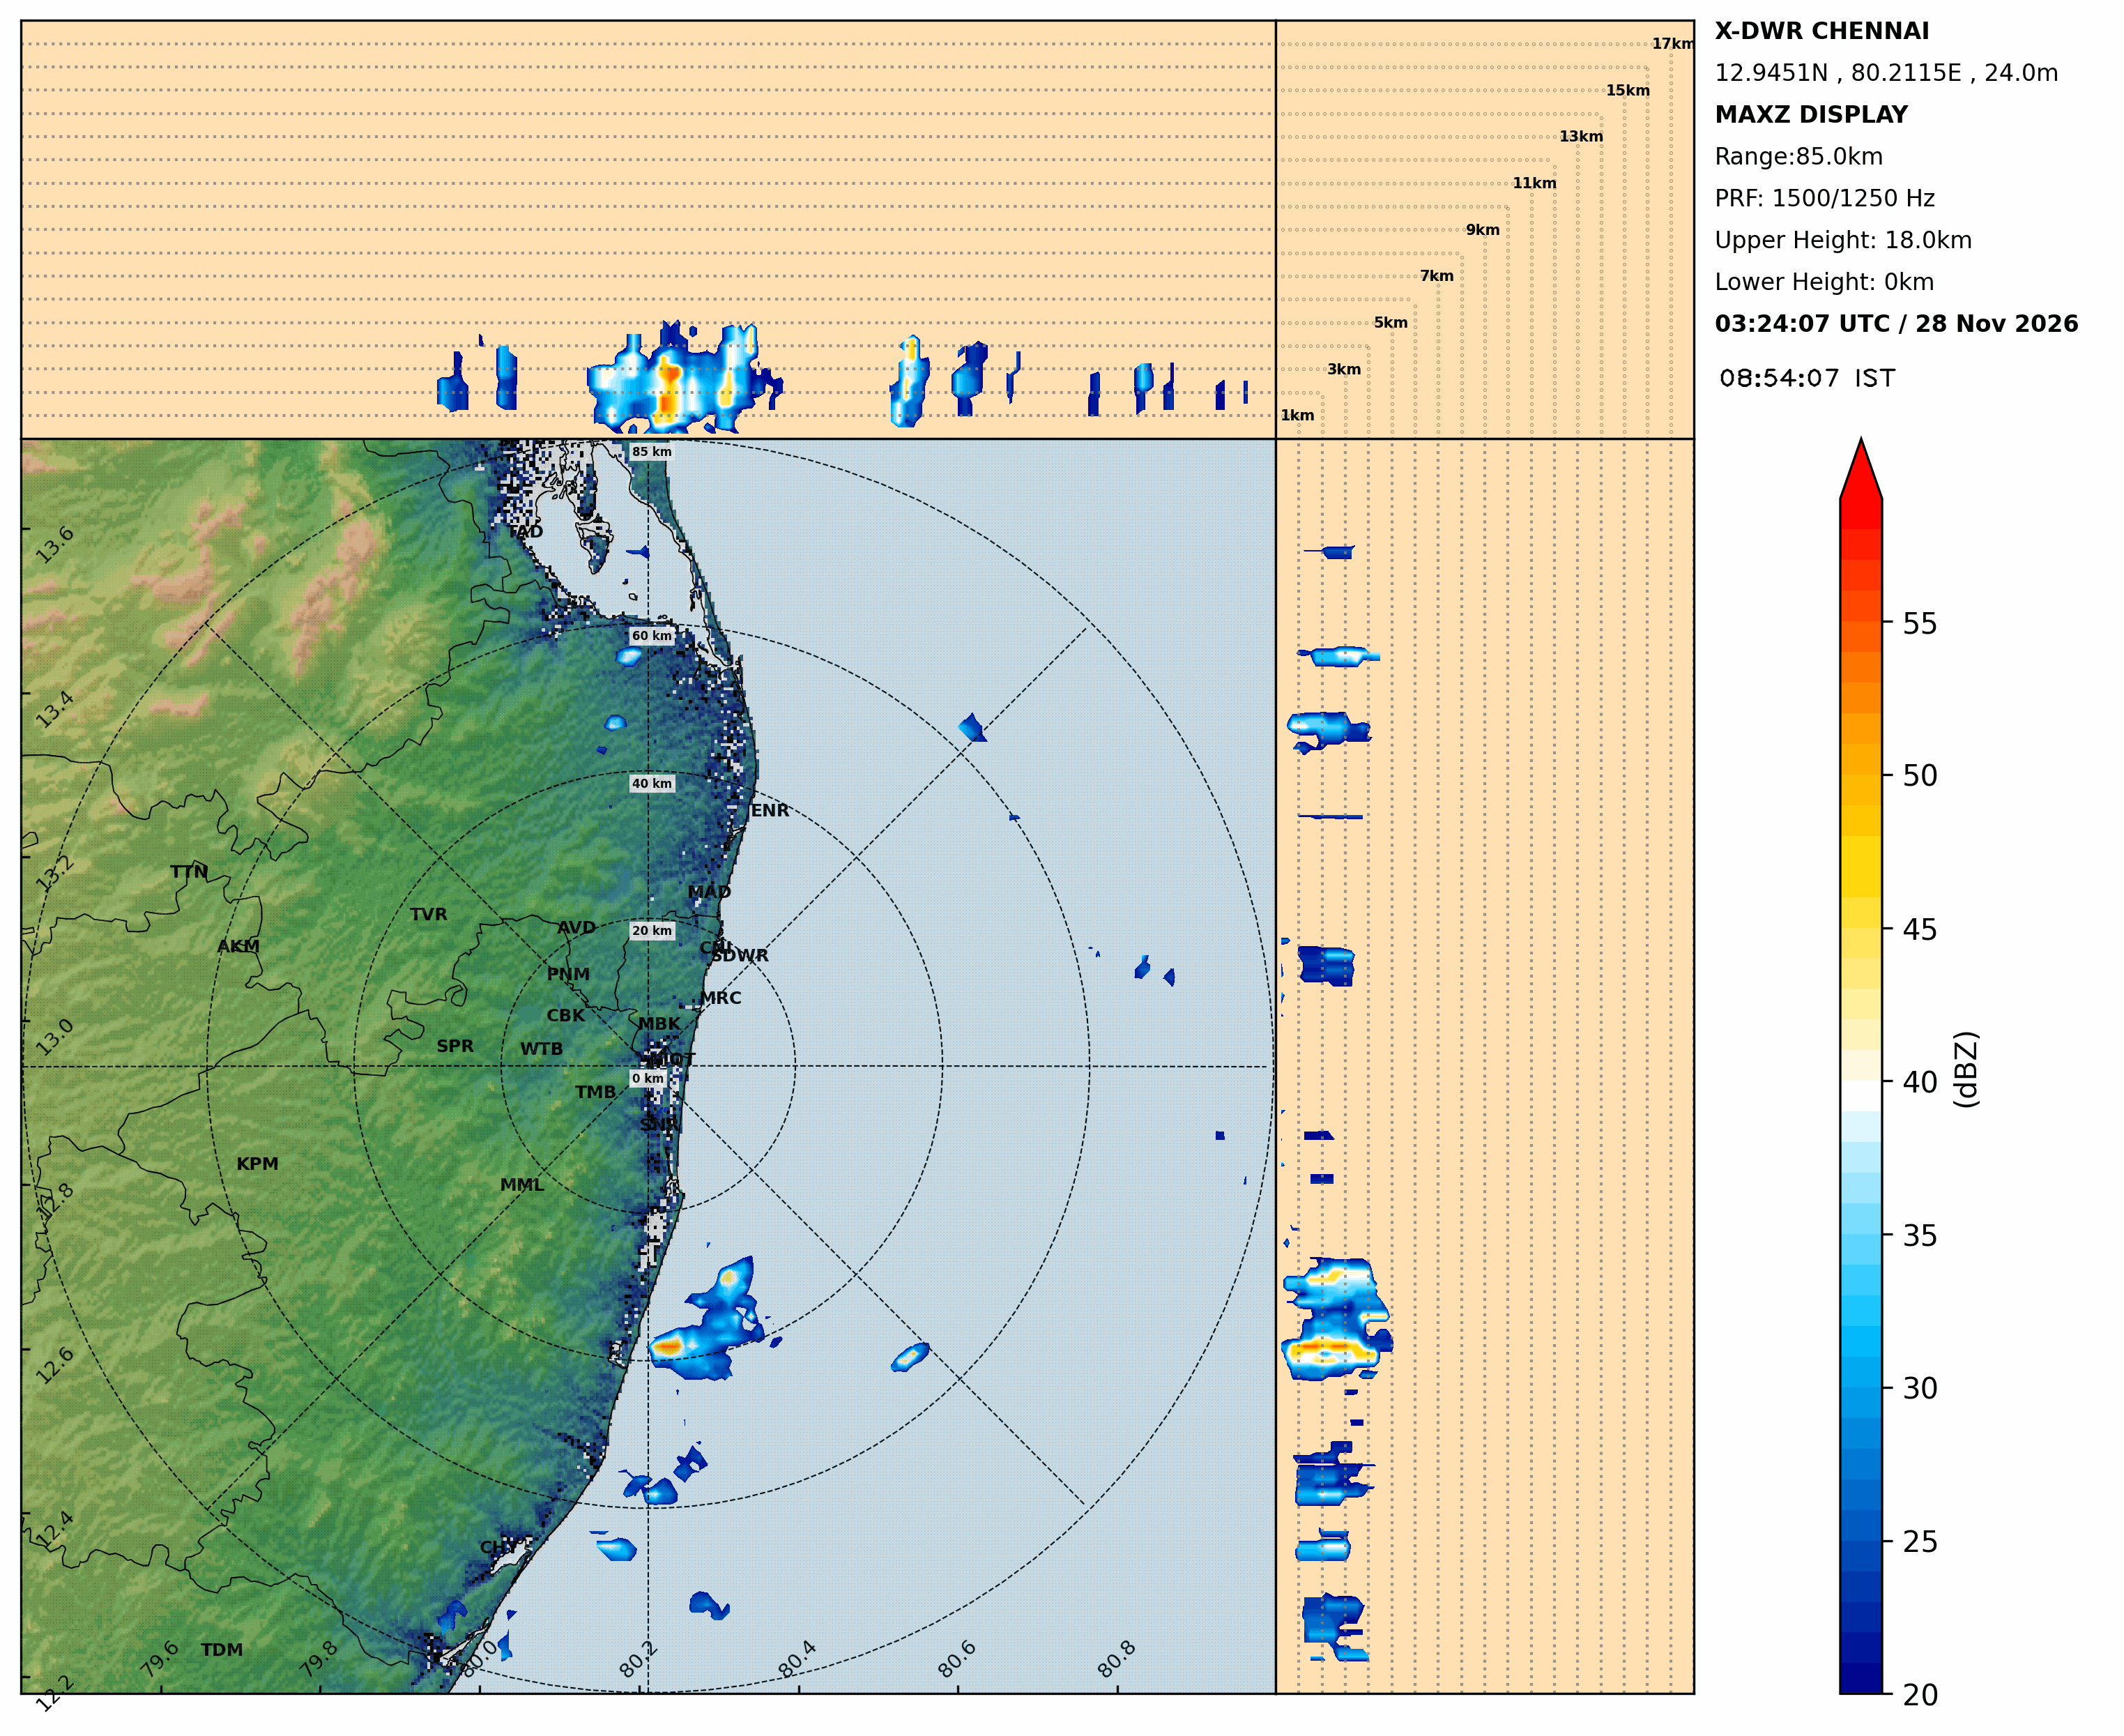 X-DWR CHENNAI
12.9451N , 80.2115E , 24.0m
MAXZ DISPLAY
Range:85.0km
PRF: 1500/1250 Hz
Upper Height: 18.0km
Lower Height: 0km
03:24:07 UTC / 28 Nov 2026
08:54:07 IST
17km
15km
13km
11km
9km
7km
5km
3km
1km
85 km
TAD
13.6
60 km
13.4
40 km
ENR
13.2
TTN
MAD
TVR
AVD
20 km
AKM
CNI
SDWR
PNM
MRC
CBK
MBK
13.0
SPR
WTB
0 km
TMB
SNR
KPM
MML
12.8
12.6
12.4
CHY
TDM
12.2
79.6
79.8
80.0
80.2
80.4
80.6
80.8
55
50
45
40
35
30
25
20
(dBZ)